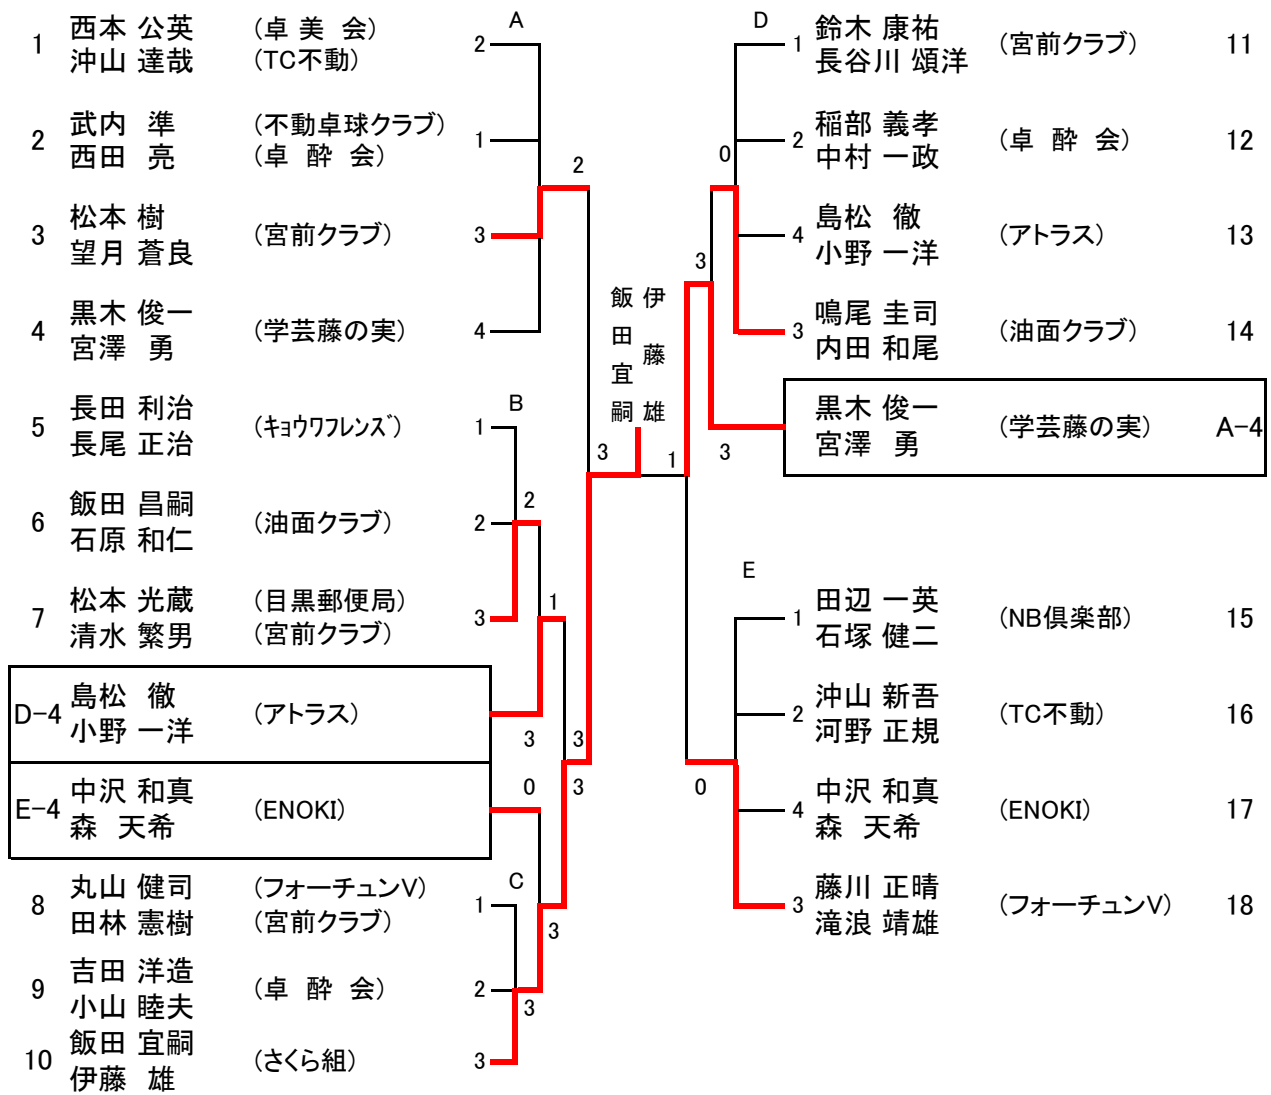 A
1 西本 公英 (卓 美 会) 2
沖山 達哉 (TC不動)
2 武内 準 (不動卓球クラブ) 1
西田 亮 (卓 酔 会)
2
3 松本 樹 (宮前クラブ) 3
望月 蒼良
4 黒木 俊一 (学芸藤の実) 4
宮澤 勇
B
5 長田 利治 (キョウワフレンズ) 1
長尾 正治
2
6 飯田 昌嗣 (油面クラブ) 2
石原 和仁
7 松本 光蔵 (目黒郵便局) 3
清水 繁男 (宮前クラブ)
1
D-4 島松 徹 (アトラス)
小野 一洋
3 3
E-4 中沢 和真 (ENOKI)
森 天希
0 3
C
8 丸山 健司 (フォーチュンV) 1
田林 憲樹 (宮前クラブ)
3
9 吉田 洋造 (卓 酔 会) 2
小山 睦夫
3
10 飯田 宜嗣 (さくら組) 3
伊藤 雄
飯田宜嗣
伊藤雄
3 1
D
1 鈴木 康祐 (宮前クラブ) 11
長谷川 頌洋
2 稲部 義孝 (卓 酔 会) 12
中村 一政
0
4 島松 徹 (アトラス) 13
小野 一洋
3
3 鳴尾 圭司 (油面クラブ) 14
内田 和尾
黒木 俊一 (学芸藤の実) A-4
宮澤 勇
3
E
1 田辺 一英 (NB倶楽部) 15
石塚 健二
2 沖山 新吾 (TC不動) 16
河野 正規
0
4 中沢 和真 (ENOKI) 17
森 天希
3 藤川 正晴 (フォーチュンV) 18
滝浪 靖雄